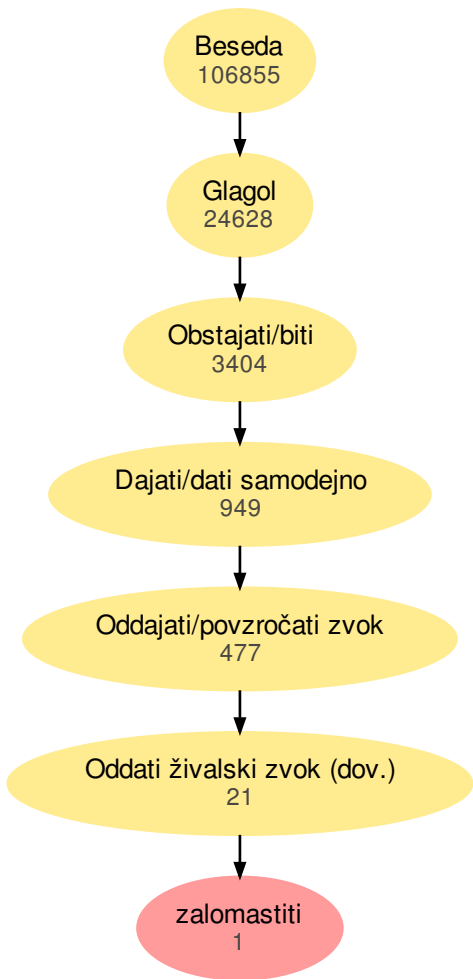 Beseda
106855
Glagol
24628
Obstajati/biti
3404
Dajati/dati samodejno
949
Oddajati/povzročati zvok
477
Oddati živalski zvok (dov.)
21
zalomastiti
1